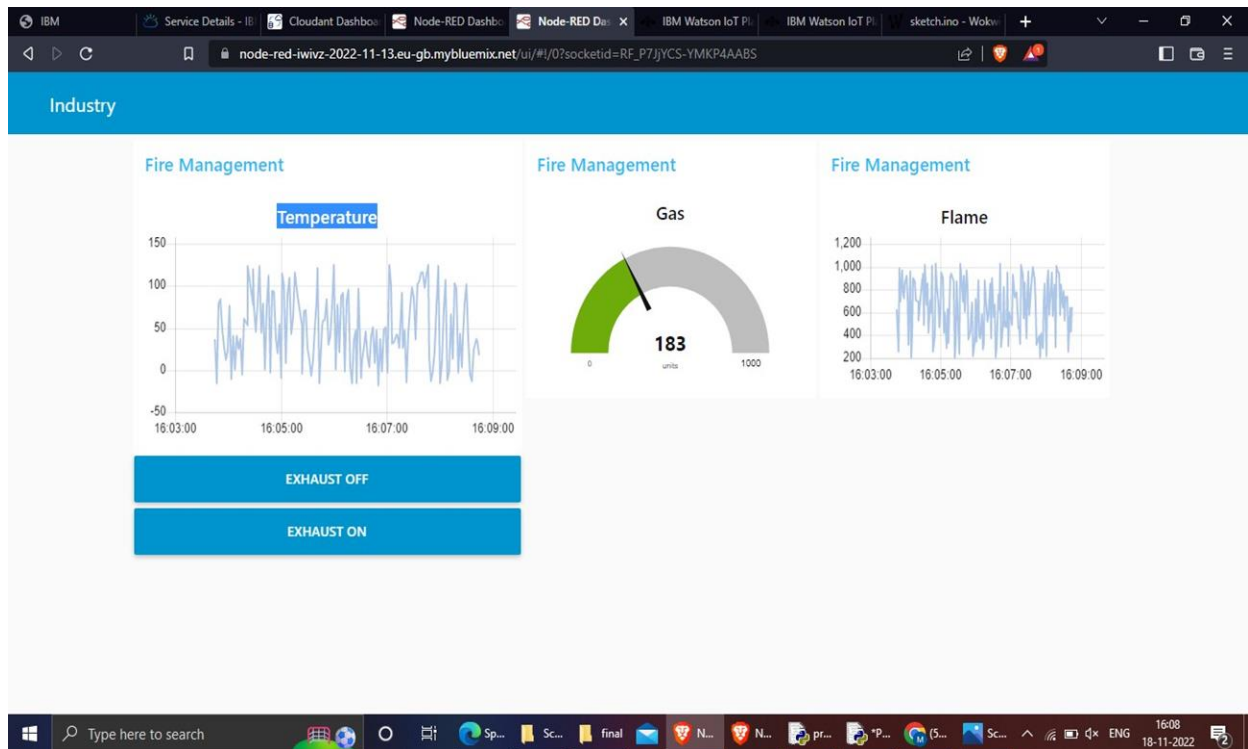 IBM
Service Details - IB
Cloudant Dashboa
Node-RED Dashbo
Node-RED Das
IBM Watson IoT Pl
IBM Watson IoT Pl
sketch.ino - Wokw
node-red-iwivz-2022-11-13.eu-gb.mybluemix.net/ui/#!/0?socketid=RF_P7JjYCS-YMKP4AABS
Industry
Fire Management
Temperature
150
100
50
0
-50
16:03:00 16:05:00 16:07:00 16:09:00
EXHAUST OFF
EXHAUST ON
Fire Management
Gas
183
units
0
1000
Fire Management
Flame
1,200
1,000
800
600
400
200
16:03:00 16:05:00 16:07:00 16:09:00
Type here to search
Sp...
Sc...
final
N...
N...
pr...
*P...
(5...
Sc...
ENG
16:08
18-11-2022
2